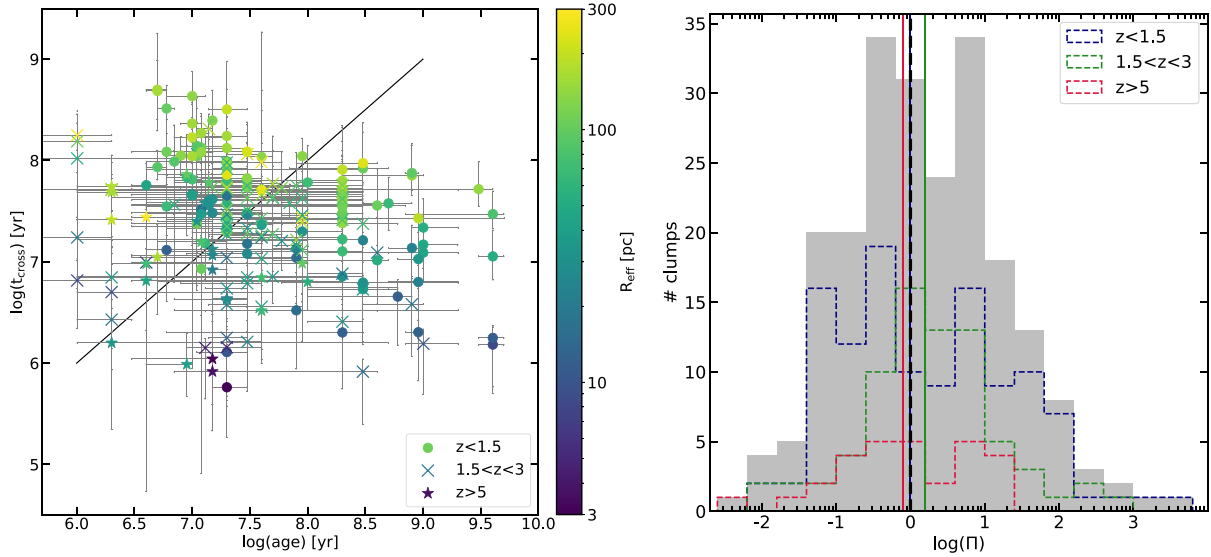 9
8
7
6
5
log(t_cross) [yr]
6.0 6.5 7.0 7.5 8.0 8.5 9.0 9.5 10.0
log(age) [yr]
z<1.5
1.5<z<3
z>5
300
100
10
3
R_eff [pc]
35
30
25
20
15
10
5
0
# clumps
-2 -1 0 1 2 3
log(Π)
z<1.5
1.5<z<3
z>5